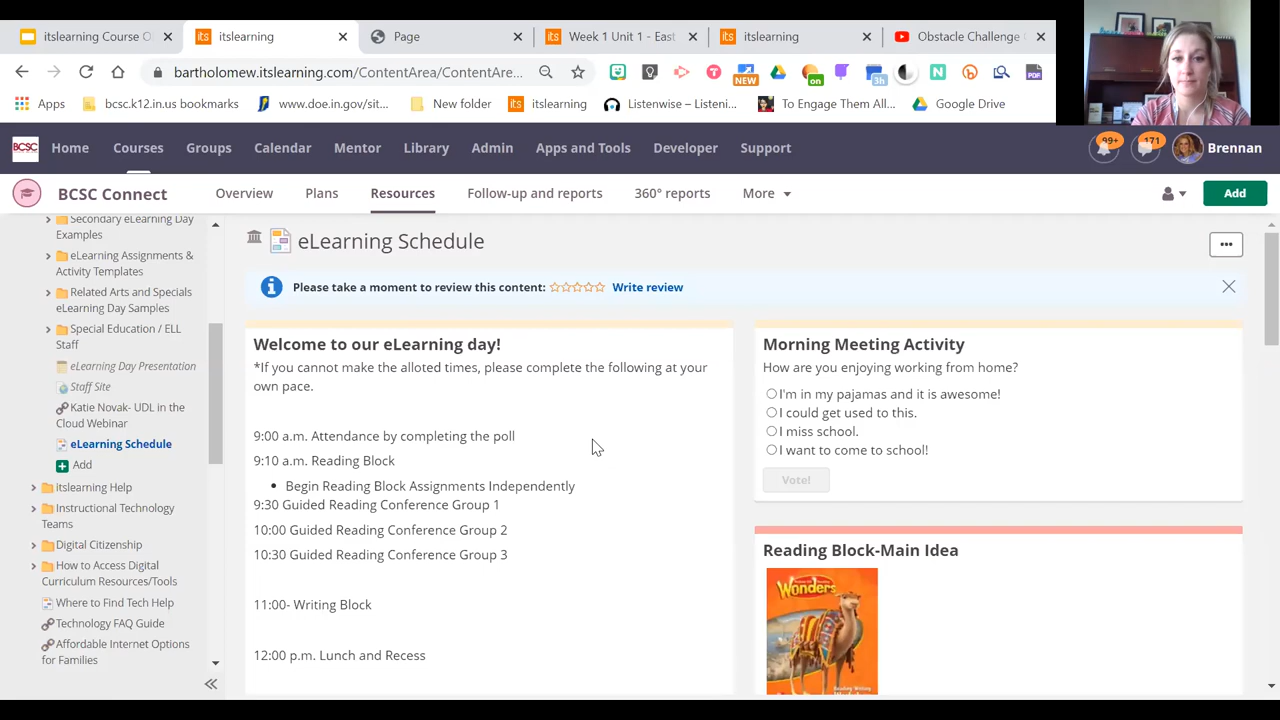 itslearning Course O
itslearning
Page
Week 1 Unit 1 - East
itslearning
Obstacle Challenge
bartholomew.itslearning.com/ContentArea/ContentAre...
NEW
on
3h
N
PDF
Apps
bcsc.k12.in.us bookmarks
www.doe.in.gov/sit...
New folder
itslearning
Listenwise – Listeni...
To Engage Them All...
Google Drive
BCSC
Home
Courses
Groups
Calendar
Mentor
Library
Admin
Apps and Tools
Developer
Support
99+
171
Brennan
BCSC Connect
Overview
Plans
Resources
Follow-up and reports
360° reports
More
Add
Secondary eLearning Day
Examples
eLearning Assignments &
Activity Templates
Related Arts and Specials
eLearning Day Samples
Special Education / ELL
Staff
eLearning Day Presentation
Staff Site
Katie Novak- UDL in the
Cloud Webinar
eLearning Schedule
Add
itslearning Help
Instructional Technology
Teams
Digital Citizenship
How to Access Digital
Curriculum Resources/Tools
Where to Find Tech Help
Technology FAQ Guide
Affordable Internet Options
for Families
eLearning Schedule
Please take a moment to review this content:
Write review
Welcome to our eLearning day!
*If you cannot make the alloted times, please complete the following at your
own pace.
9:00 a.m. Attendance by completing the poll
9:10 a.m. Reading Block
• Begin Reading Block Assignments Independently
9:30 Guided Reading Conference Group 1
10:00 Guided Reading Conference Group 2
10:30 Guided Reading Conference Group 3
11:00- Writing Block
12:00 p.m. Lunch and Recess
Morning Meeting Activity
How are you enjoying working from home?
I'm in my pajamas and it is awesome!
I could get used to this.
I miss school.
I want to come to school!
Vote!
Reading Block-Main Idea
Wonders